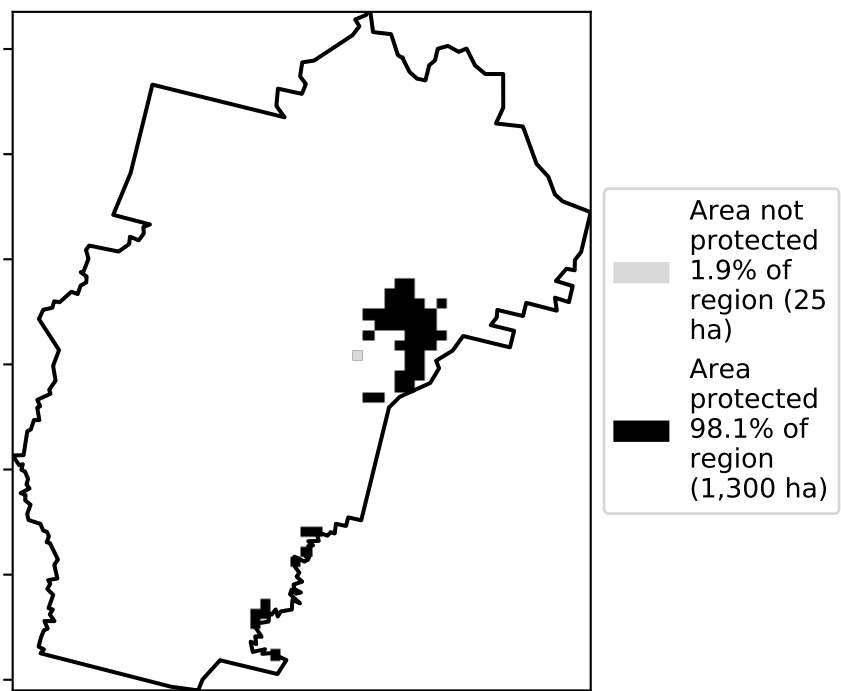 Area not
protected
1.9% of
region (25
ha)
Area
protected
98.1% of
region
(1,300 ha)